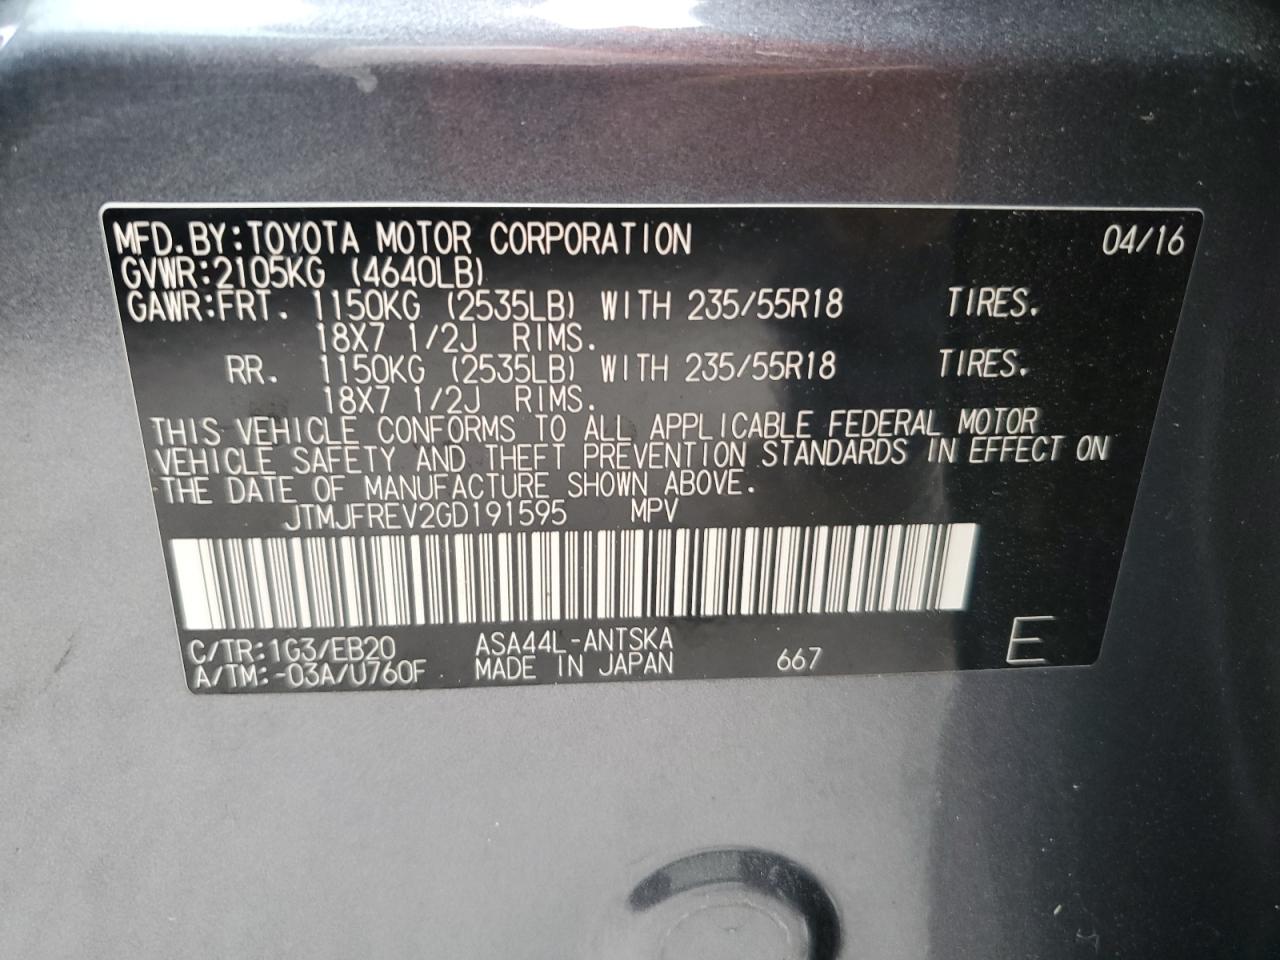 MFD.BY:TOYOTA MOTOR CORPORATION 04/16
GVWR:2105KG (4640LB)
GAWR:FRT. 1150KG (2535LB) WITH 235/55R18 TIRES.
18X7 1/2J RIMS.
RR. 1150KG (2535LB) WITH 235/55R18 TIRES.
18X7 1/2J RIMS.
THIS VEHICLE CONFORMS TO ALL APPLICABLE FEDERAL MOTOR
VEHICLE SAFETY AND THEFT PREVENTION STANDARDS IN EFFECT ON
THE DATE OF MANUFACTURE SHOWN ABOVE.
JTMJFREV2GD191595 MPV
C/TR:1G3/EB20 ASA44L-ANTSKA
A/TM:-03A/U760F MADE IN JAPAN 667 E